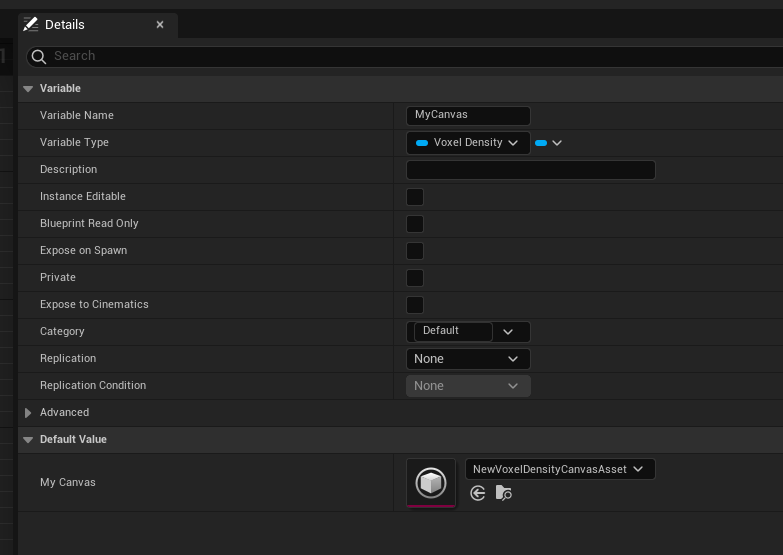 Details
Search
Variable
Variable Name MyCanvas
Variable Type Voxel Density
Description
Instance Editable
Blueprint Read Only
Expose on Spawn
Private
Expose to Cinematics
Category Default
Replication None
Replication Condition None
Advanced
Default Value
My Canvas NewVoxelDensityCanvasAsset